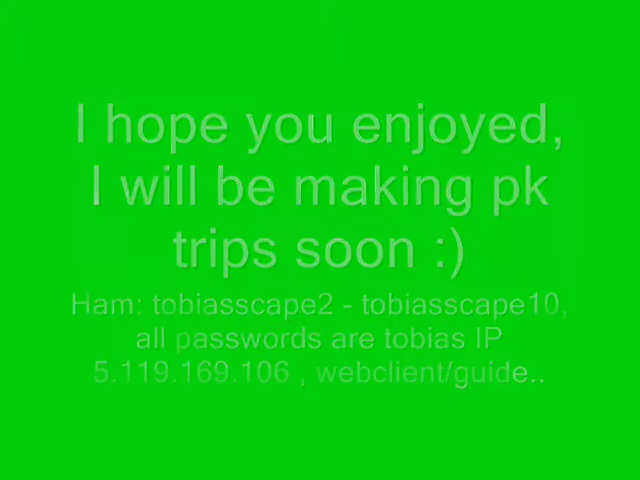 I hope you enjoyed,
I will be making pk
trips soon :)
Ham: tobiasscape2 - tobiasscape10,
all passwords are tobias IP
5.119.169.106 , webclient/guide..